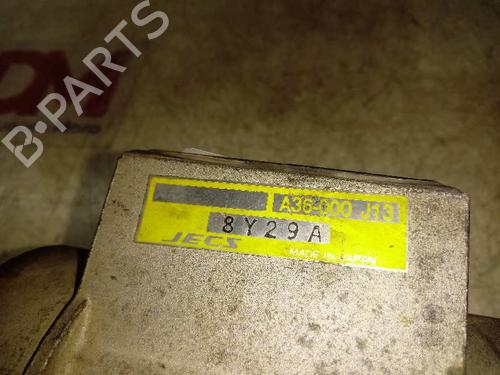 B-PARTS
A36-000 J13
8Y29A
JECS
MADE IN JAPAN